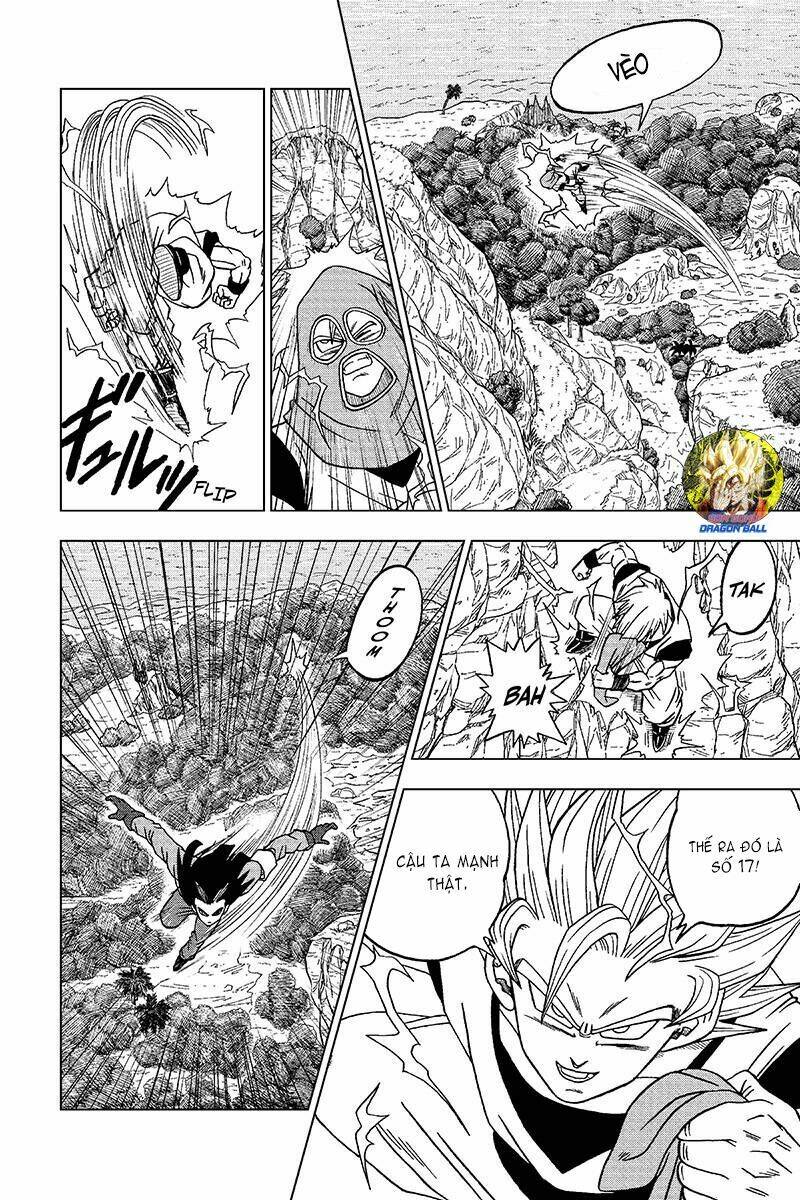 VÈO
ギュルルッ
FLIP
DRAGON BALL
TAK
BAH
THOOM
THẾ RA ĐÓ LÀ
SỐ 17!
CẬU TA MẠNH
THẬT.